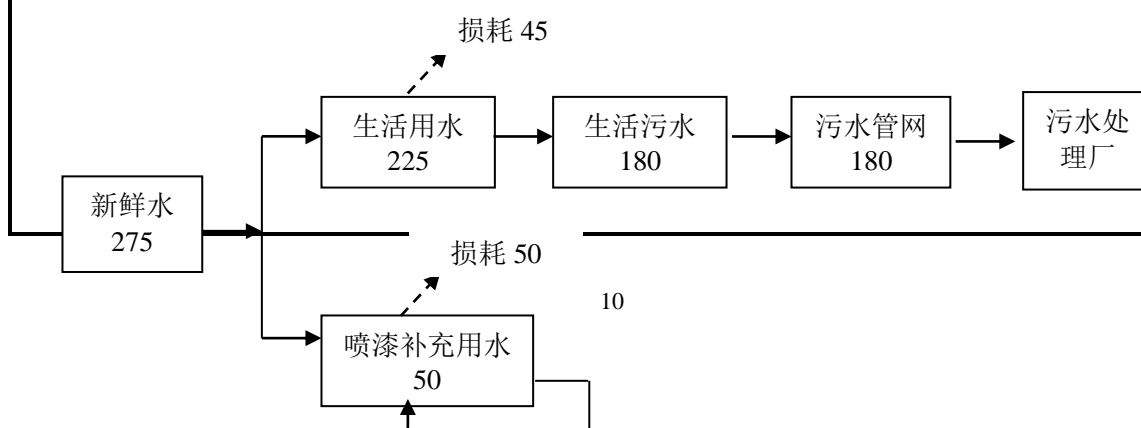 损耗 45
生活用水
225
生活污水
180
污水管网
180
污水处
理厂
新鲜水
275
损耗 50
10
喷漆补充用水
50